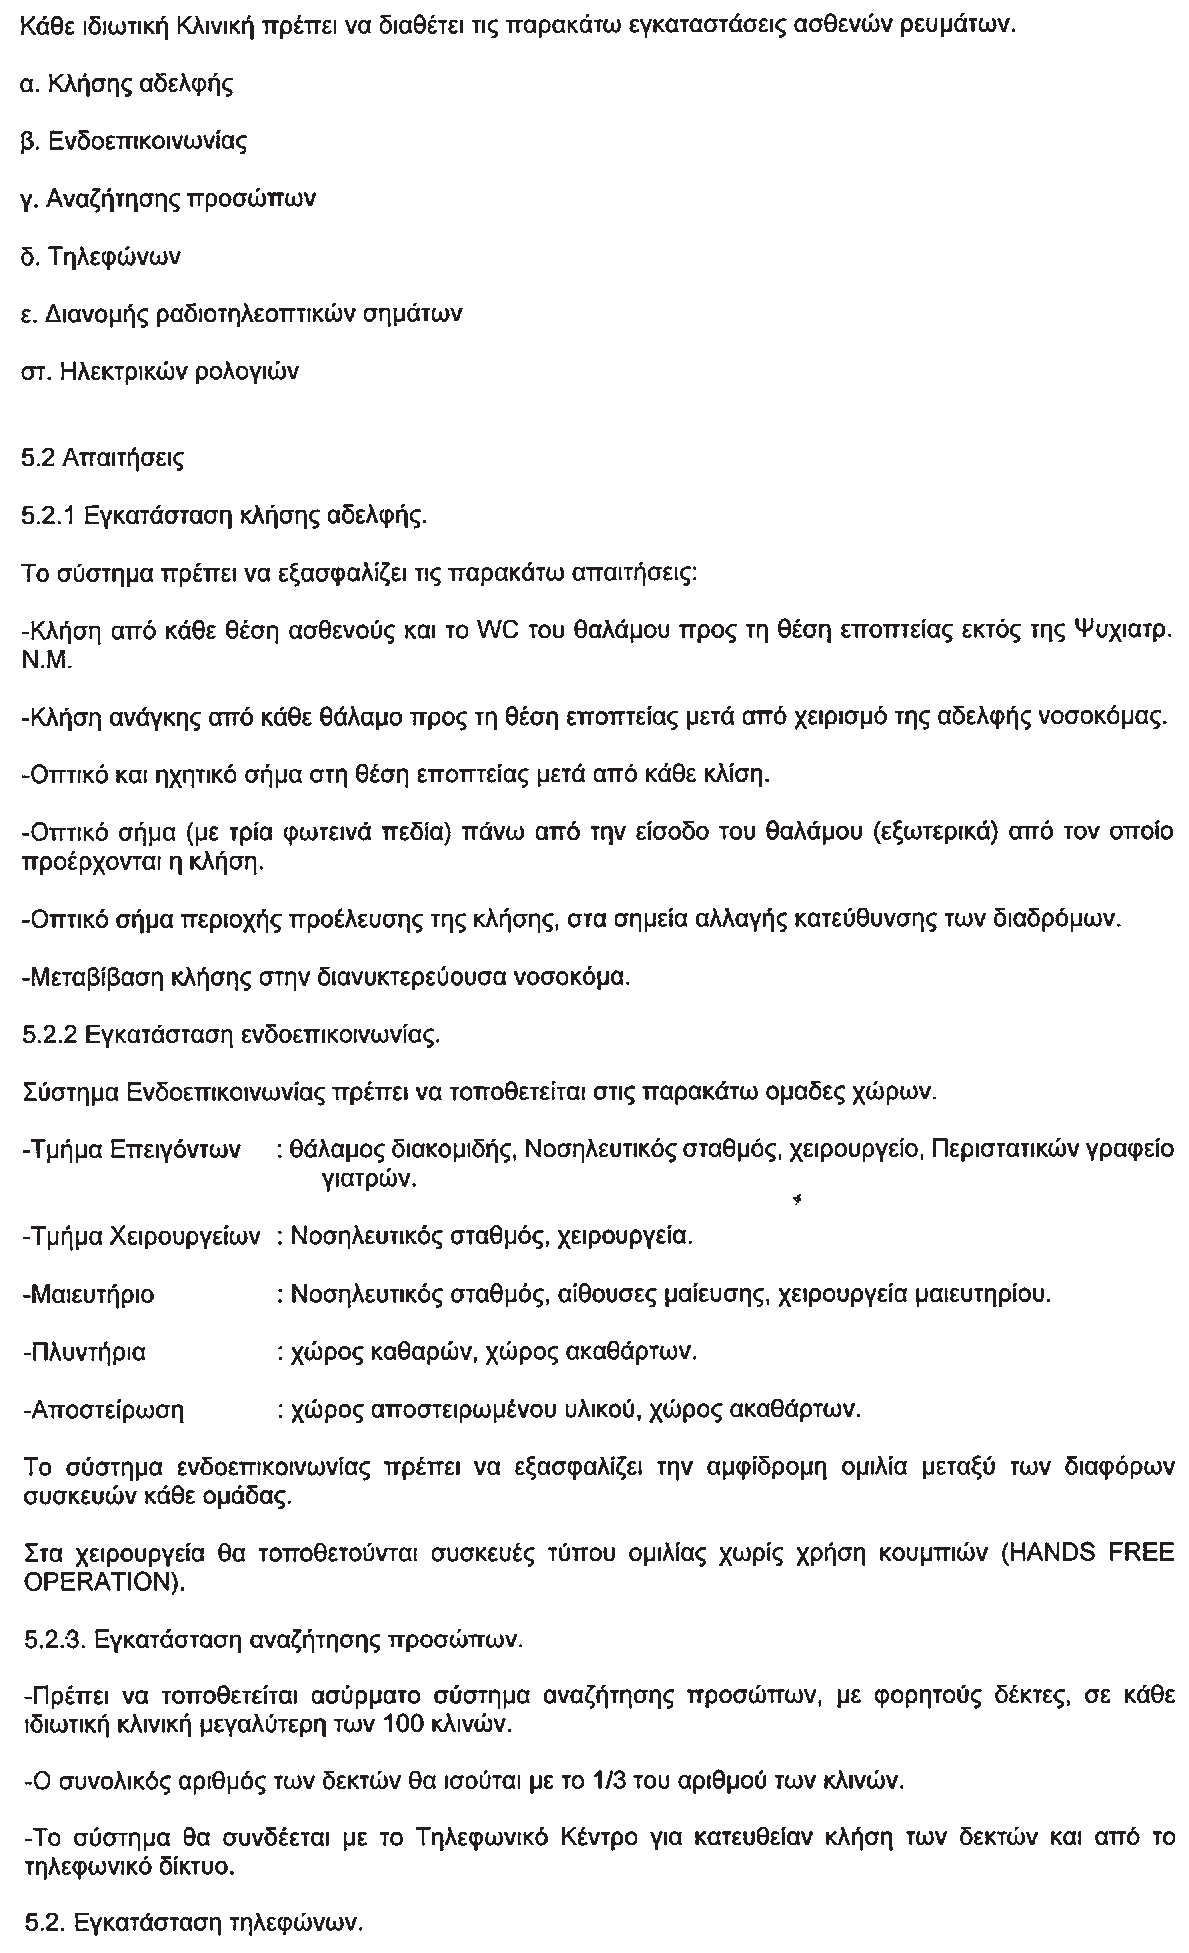 Κάθε ιδιωτική Κλινική πρέπει να διαθέτει τις παρακάτω εγκαταστάσεις ασθενών ρευμάτων.
α. Κλήσης αδελφής
β. Ενδοεπικοινωνίας
γ. Αναζήτησης προσώπων
δ. Τηλεφώνων
ε. Διανομής ραδιοτηλεοπτικών σημάτων
στ. Ηλεκτρικών ρολογιών
5.2 Απαιτήσεις
5.2.1 Εγκατάσταση κλήσης αδελφής.
Το σύστημα πρέπει να εξασφαλίζει τις παρακάτω απαιτήσεις:
-Κλήση από κάθε θέση ασθενούς και το WC του θαλάμου προς τη θέση εποπτείας εκτός της Ψυχιατρ.
Ν.Μ.
-Κλήση ανάγκης από κάθε θάλαμο προς τη θέση εποπτείας μετά από χειρισμό της αδελφής νοσοκόμας.
-Οπτικό και ηχητικό σήμα στη θέση εποπτείας μετά από κάθε κλίση.
-Οπτικό σήμα (με τρία φωτεινά πεδία) πάνω από την είσοδο του θαλάμου (εξωτερικά) από τον οποίο
προέρχονται η κλήση.
-Οπτικό σήμα περιοχής προέλευσης της κλήσης, στα σημεία αλλαγής κατεύθυνσης των διαδρόμων.
-Μεταβίβαση κλήσης στην διανυκτερεύουσα νοσοκόμα.
5.2.2 Εγκατάσταση ενδοεπικοινωνίας.
Σύστημα Ενδοεπικοινωνίας πρέπει να τοποθετείται στις παρακάτω ομαδες χώρων.
-Τμήμα Επειγόντων : θάλαμος διακομιδής, Νοσηλευτικός σταθμός, χειρουργείο, Περιστατικών γραφείο
γιατρών.
-Τμήμα Χειρουργείων : Νοσηλευτικός σταθμός, χειρουργεία.
-Μαιευτήριο : Νοσηλευτικός σταθμός, αίθουσες μαίευσης, χειρουργεία μαιευτηρίου.
-Πλυντήρια : χώρος καθαρών, χώρος ακαθάρτων.
-Αποστείρωση : χώρος αποστειρωμένου υλικού, χώρος ακαθάρτων.
Το σύστημα ενδοεπικοινωνίας πρέπει να εξασφαλίζει την αμφίδρομη ομιλία μεταξύ των διαφόρων
συσκευών κάθε ομάδας.
Στα χειρουργεία θα τοποθετούνται συσκευές τύπου ομιλίας χωρίς χρήση κουμπιών (HANDS FREE
OPERATION).
5.2.3. Εγκατάσταση αναζήτησης προσώπων.
-Πρέπει να τοποθετείται ασύρματο σύστημα αναζήτησης προσώπων, με φορητούς δέκτες, σε κάθε
ιδιωτική κλινική μεγαλύτερη των 100 κλινών.
-Ο συνολικός αριθμός των δεκτών θα ισούται με το 1/3 του αριθμού των κλινών.
-Το σύστημα θα συνδέεται με το Τηλεφωνικό Κέντρο για κατευθείαν κλήση των δεκτών και από το
τηλεφωνικό δίκτυο.
5.2. Εγκατάσταση τηλεφώνων.